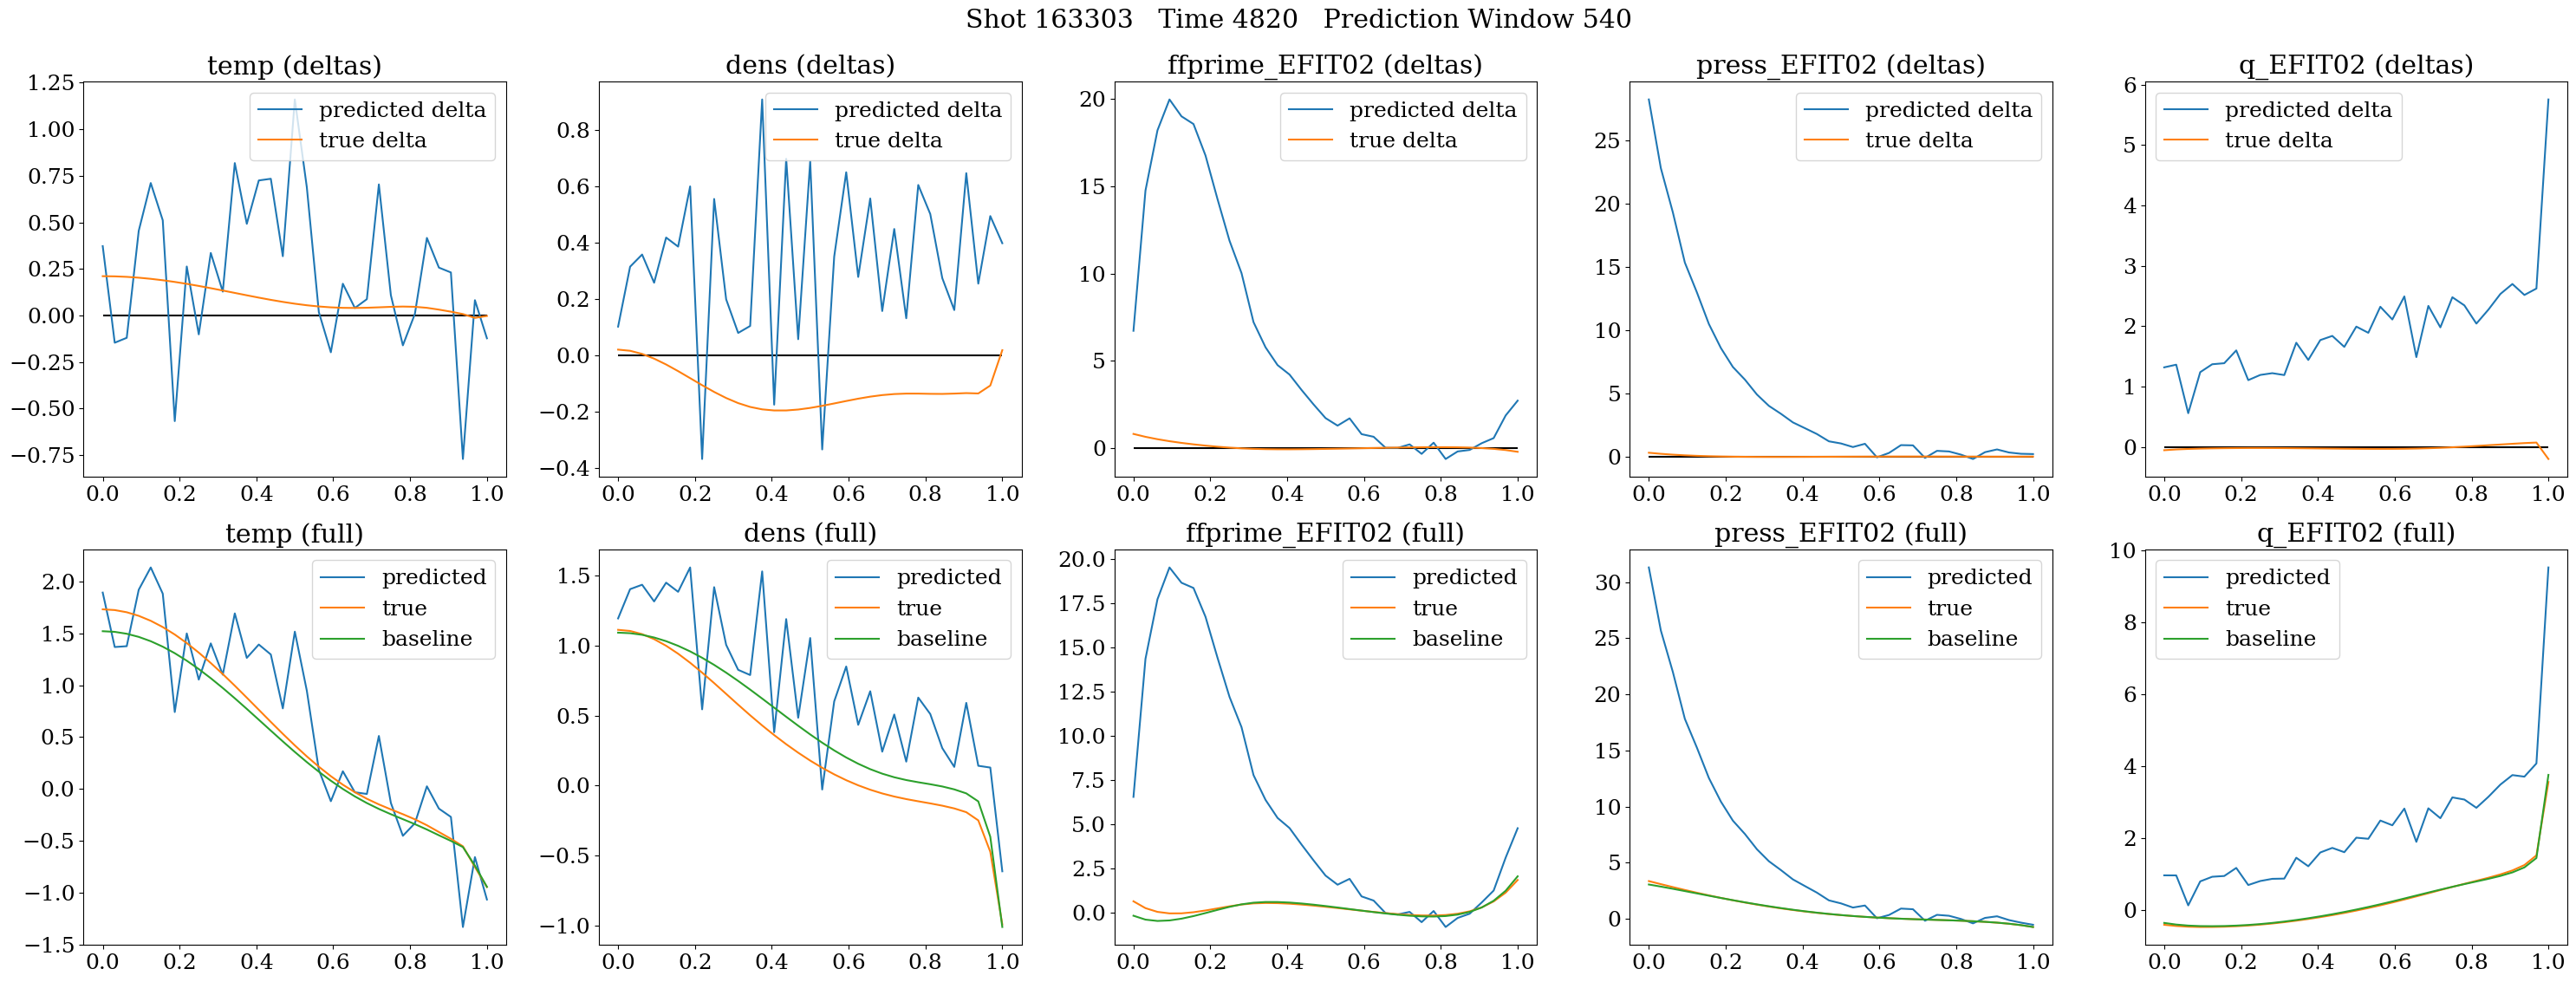 Shot 163303   Time 4820   Prediction Window 540
temp (deltas)
1.25
1.00
0.75
0.50
0.25
0.00
−0.25
−0.50
−0.75
0.0 0.2 0.4 0.6 0.8 1.0
predicted delta
true delta
dens (deltas)
0.8
0.6
0.4
0.2
0.0
−0.2
−0.4
0.0 0.2 0.4 0.6 0.8 1.0
predicted delta
true delta
ffprime_EFIT02 (deltas)
20
15
10
5
0
0.0 0.2 0.4 0.6 0.8 1.0
predicted delta
true delta
press_EFIT02 (deltas)
25
20
15
10
5
0
0.0 0.2 0.4 0.6 0.8 1.0
predicted delta
true delta
q_EFIT02 (deltas)
6
5
4
3
2
1
0
0.0 0.2 0.4 0.6 0.8 1.0
predicted delta
true delta
temp (full)
2.0
1.5
1.0
0.5
0.0
−0.5
−1.0
−1.5
0.0 0.2 0.4 0.6 0.8 1.0
predicted
true
baseline
dens (full)
1.5
1.0
0.5
0.0
−0.5
−1.0
0.0 0.2 0.4 0.6 0.8 1.0
predicted
true
baseline
ffprime_EFIT02 (full)
20.0
17.5
15.0
12.5
10.0
7.5
5.0
2.5
0.0
0.0 0.2 0.4 0.6 0.8 1.0
predicted
true
baseline
press_EFIT02 (full)
30
25
20
15
10
5
0
0.0 0.2 0.4 0.6 0.8 1.0
predicted
true
baseline
q_EFIT02 (full)
10
8
6
4
2
0
0.0 0.2 0.4 0.6 0.8 1.0
predicted
true
baseline